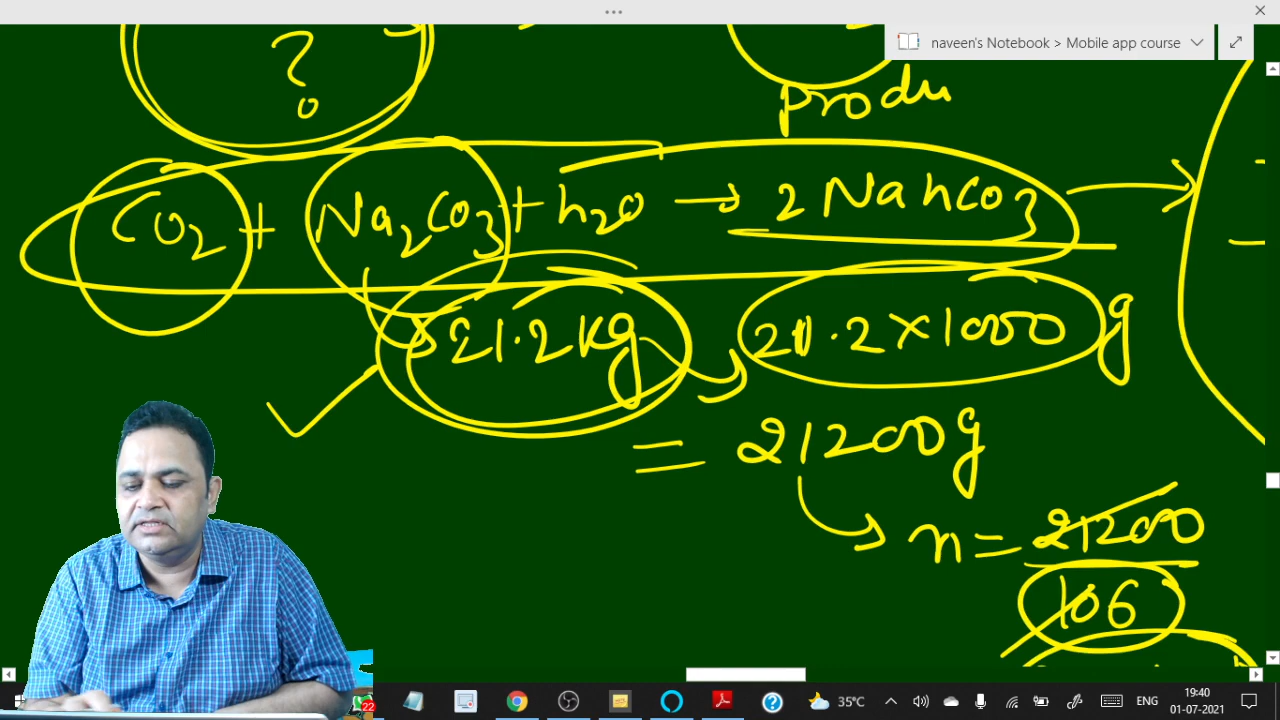 naveen's Notebook > Mobile app course
?
produ
CO2 + Na2CO3 + h2O → 2 NahCO3
21.2 kg
21.2 × 1000 g
= 21200 g
n = 21200
106
22
35°C
ENG
19:40
01-07-2021